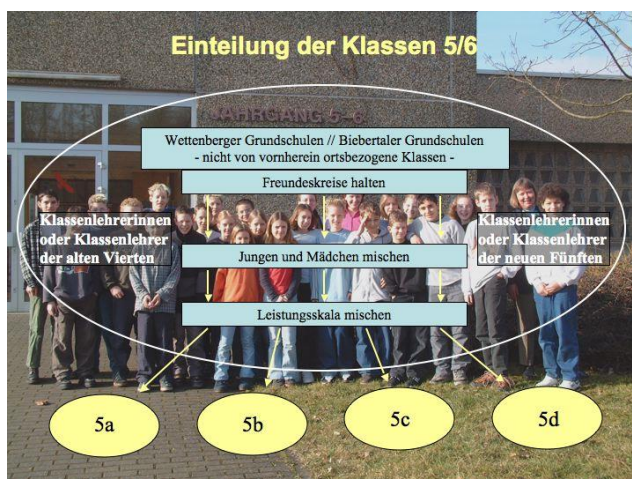 Einteilung der Klassen 5/6
JAHRGANG 5-6
Wettenberger Grundschulen // Biebertaler Grundschulen
- nicht von vornherein ortsbezogene Klassen -
Freundeskreise halten
Klassenlehrerinnen
oder Klassenlehrer
der alten Vierten
Klassenlehrerinnen
oder Klassenlehrer
der neuen Fünften
Jungen und Mädchen mischen
Leistungsskala mischen
5a
5b
5c
5d